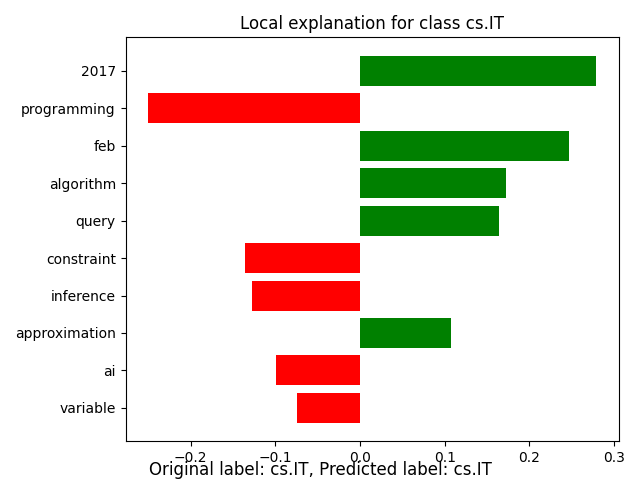 Local explanation for class cs.IT
2017
programming
feb
algorithm
query
constraint
inference
approximation
ai
variable
−0.2 −0.1 0.0 0.1 0.2 0.3
Original label: cs.IT, Predicted label: cs.IT